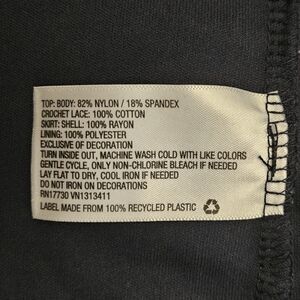 TOP: BODY: 82% NYLON / 18% SPANDEX
CROCHET LACE: 100% COTTON
SKIRT: SHELL: 100% RAYON
LINING: 100% POLYESTER
EXCLUSIVE OF DECORATION
TURN INSIDE OUT, MACHINE WASH COLD WITH LIKE COLORS
GENTLE CYCLE, ONLY NON-CHLORINE BLEACH IF NEEDED
LAY FLAT TO DRY, COOL IRON IF NEEDED
DO NOT IRON ON DECORATIONS
RN17730 VN1313411
LABEL MADE FROM 100% RECYCLED PLASTIC